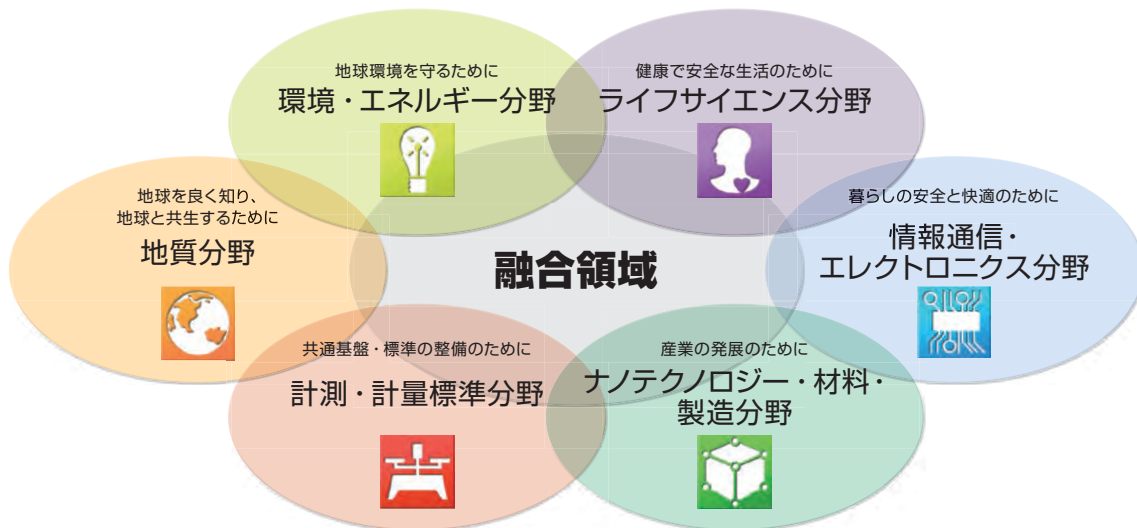 地球環境を守るために
環境・エネルギー分野
健康で安全な生活のために
ライフサイエンス分野
地球を良く知り、
地球と共生するために
地質分野
暮らしの安全と快適のために
情報通信・
エレクトロニクス分野
融合領域
共通基盤・標準の整備のために
計測・計量標準分野
産業の発展のために
ナノテクノロジー・材料・
製造分野